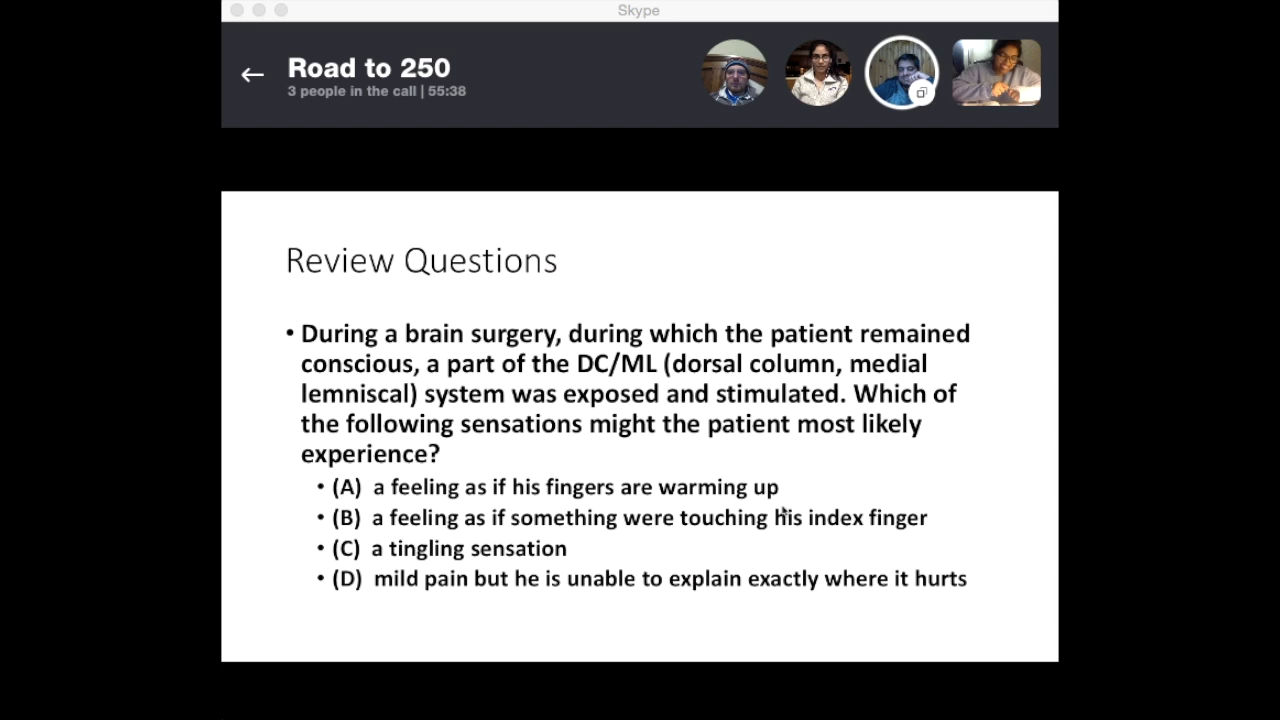 Skype
Road to 250
3 people in the call | 55:38
Review Questions
• During a brain surgery, during which the patient remained
conscious, a part of the DC/ML (dorsal column, medial
lemniscal) system was exposed and stimulated. Which of
the following sensations might the patient most likely
experience?
• (A) a feeling as if his fingers are warming up
• (B) a feeling as if something were touching his index finger
• (C) a tingling sensation
• (D) mild pain but he is unable to explain exactly where it hurts